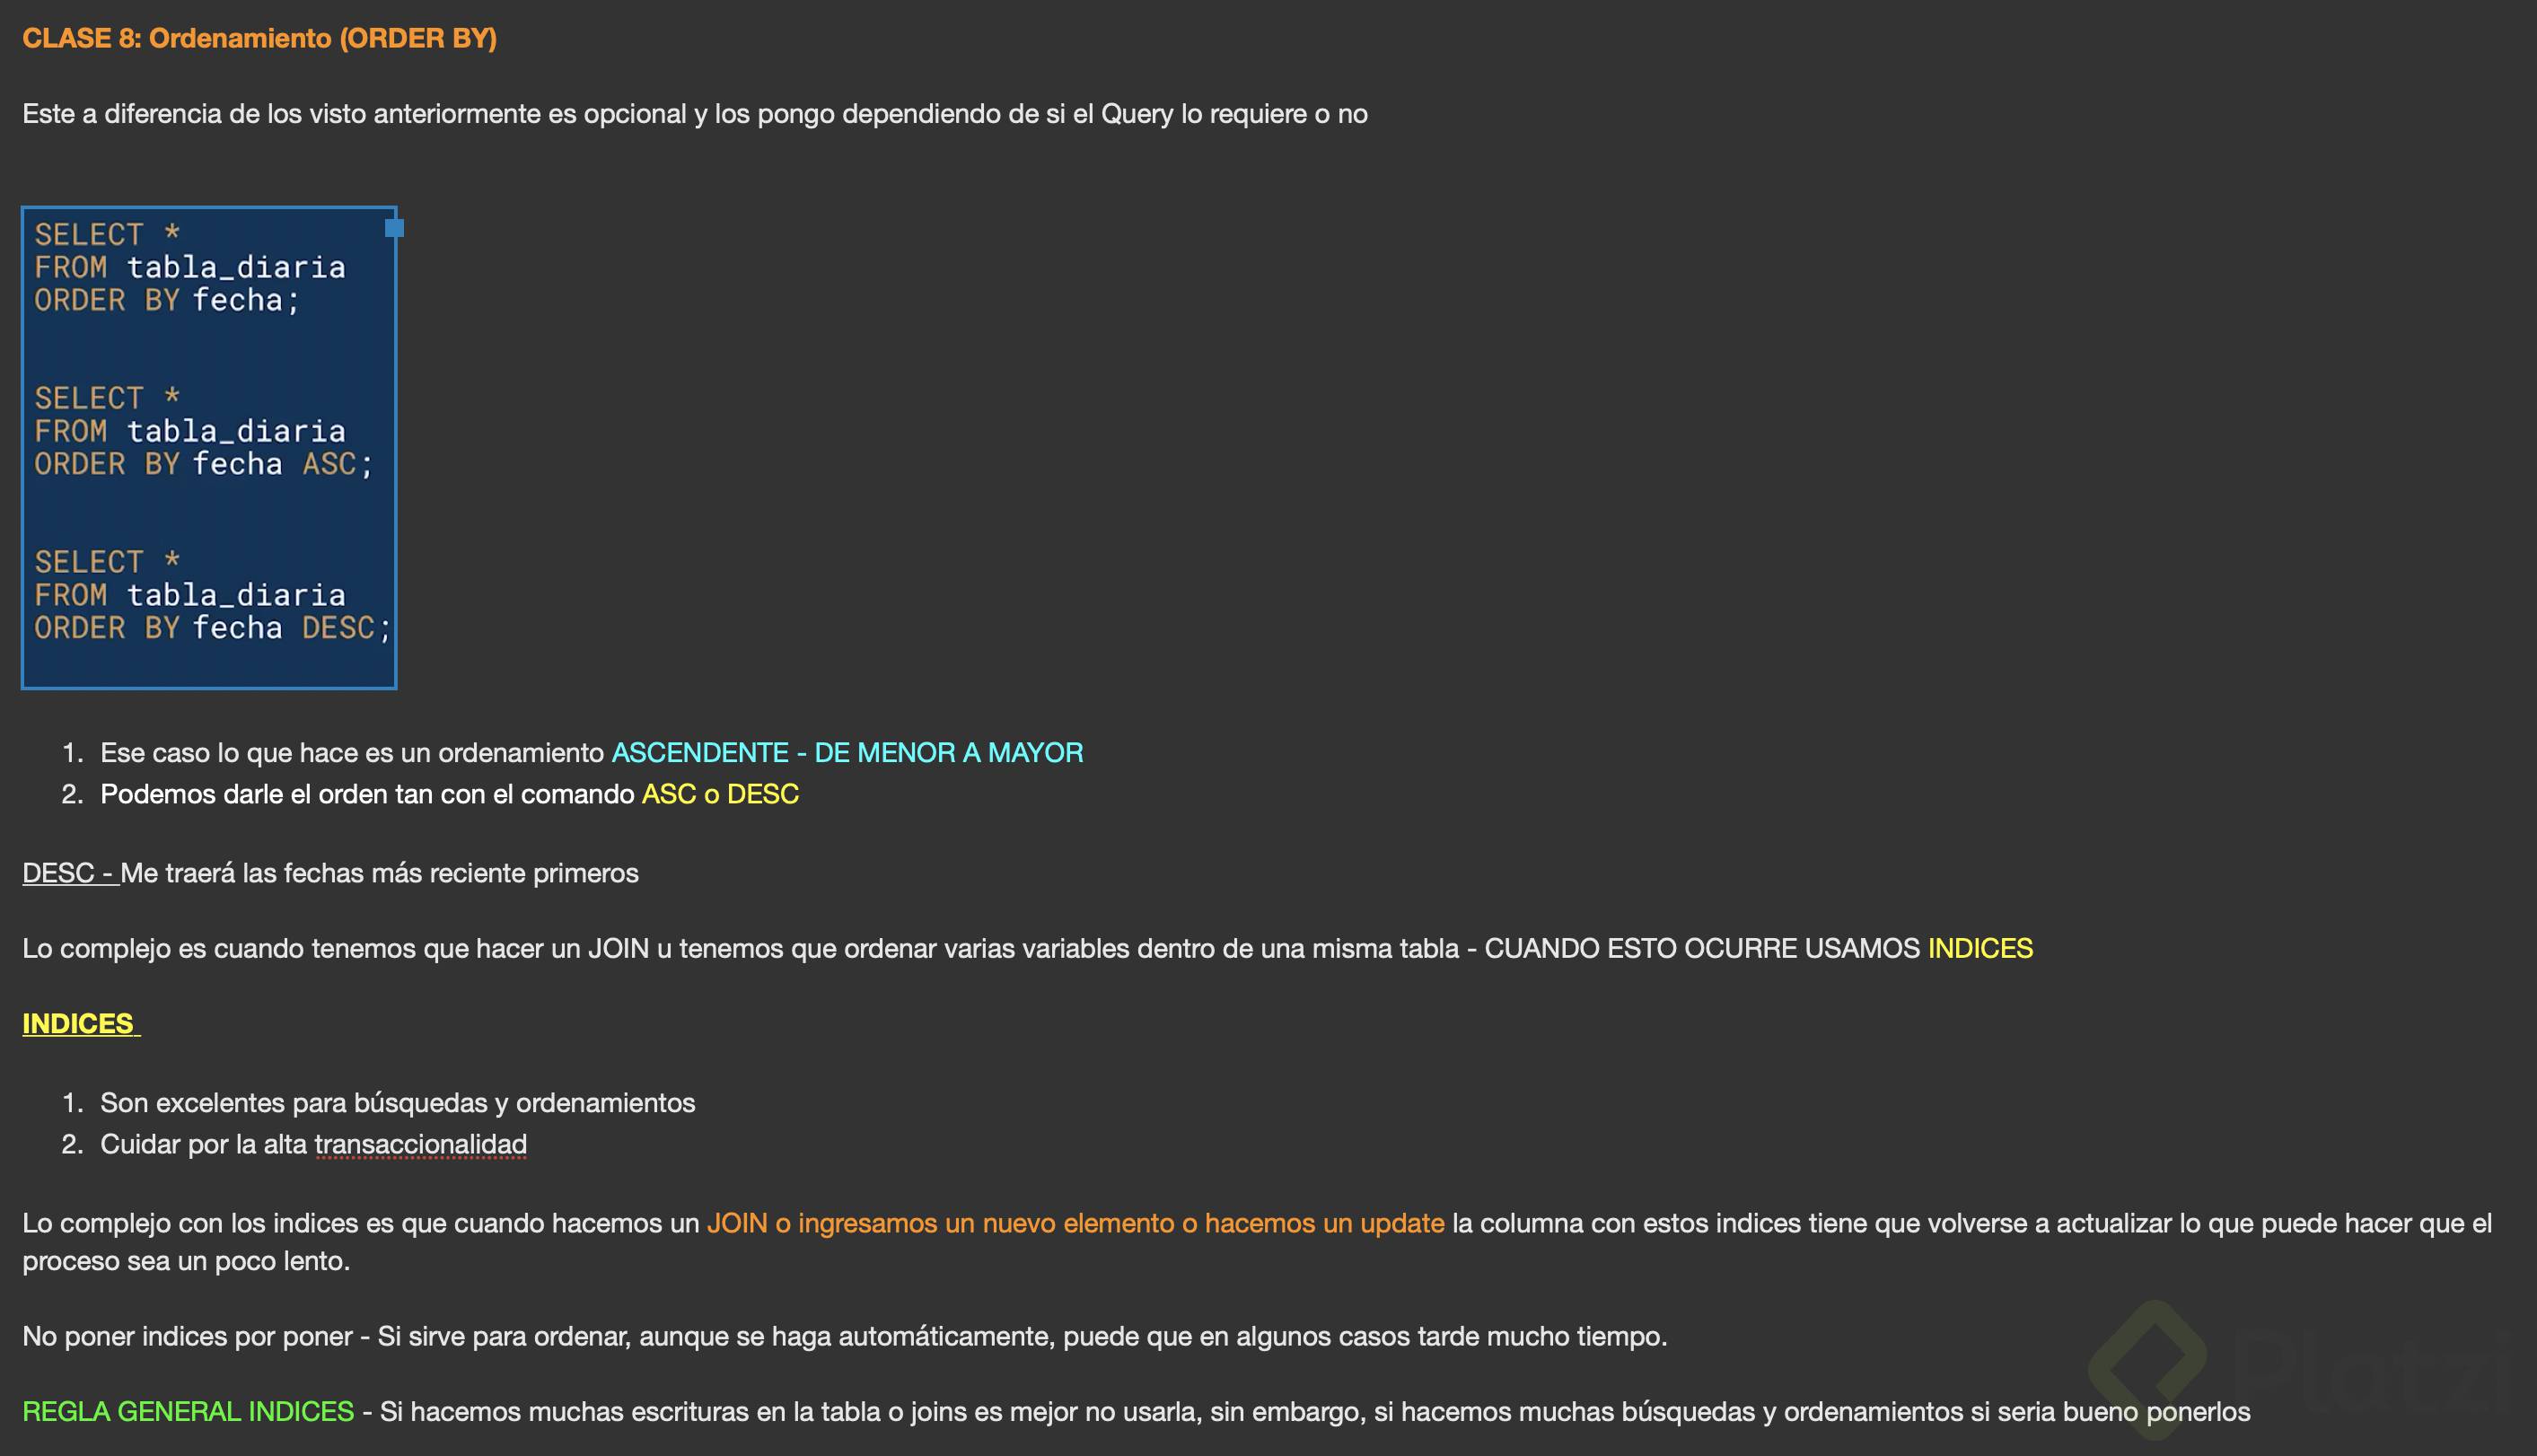 CLASE 8: Ordenamiento (ORDER BY)
Este a diferencia de los visto anteriormente es opcional y los pongo dependiendo de si el Query lo requiere o no
SELECT *
FROM tabla_diaria
ORDER BY fecha;
SELECT *
FROM tabla_diaria
ORDER BY fecha ASC;
SELECT *
FROM tabla_diaria
ORDER BY fecha DESC;
1. Ese caso lo que hace es un ordenamiento ASCENDENTE - DE MENOR A MAYOR
2. Podemos darle el orden tan con el comando ASC o DESC
DESC - Me traerá las fechas más reciente primeros
Lo complejo es cuando tenemos que hacer un JOIN u tenemos que ordenar varias variables dentro de una misma tabla - CUANDO ESTO OCURRE USAMOS INDICES
INDICES
1. Son excelentes para búsquedas y ordenamientos
2. Cuidar por la alta transaccionalidad
Lo complejo con los indices es que cuando hacemos un JOIN o ingresamos un nuevo elemento o hacemos un update la columna con estos indices tiene que volverse a actualizar lo que puede hacer que el
proceso sea un poco lento.
No poner indices por poner - Si sirve para ordenar, aunque se haga automáticamente, puede que en algunos casos tarde mucho tiempo.
Platzi
REGLA GENERAL INDICES - Si hacemos muchas escrituras en la tabla o joins es mejor no usarla, sin embargo, si hacemos muchas búsquedas y ordenamientos si seria bueno ponerlos